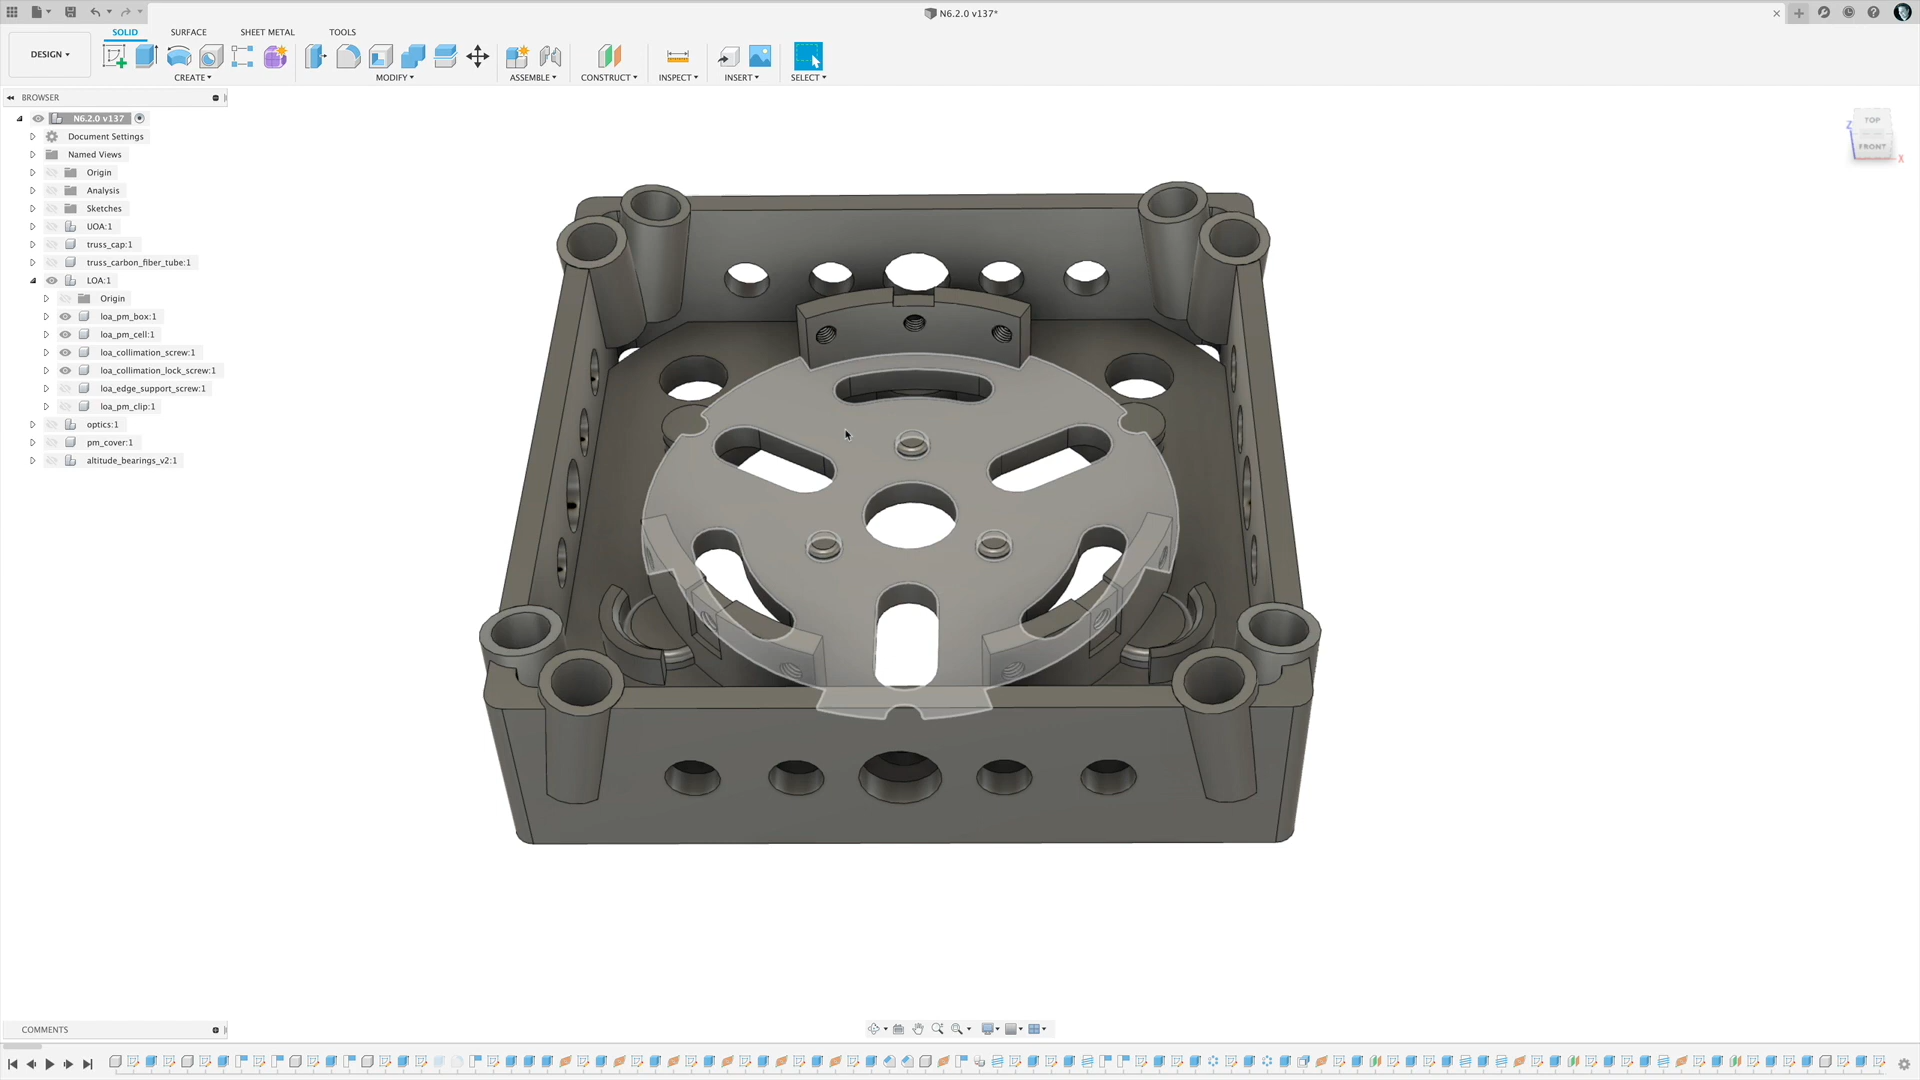 N6.2.0 v137*
SOLID SURFACE SHEET METAL TOOLS
DESIGN ▾
CREATE ▾ MODIFY ▾ ASSEMBLE ▾ CONSTRUCT ▾ INSPECT ▾ INSERT ▾ SELECT ▾
BROWSER
N6.2.0 v137
Document Settings
Named Views
Origin
Analysis
Sketches
UOA:1
truss_cap:1
truss_carbon_fiber_tube:1
LOA:1
Origin
loa_pm_box:1
loa_pm_cell:1
loa_collimation_screw:1
loa_collimation_lock_screw:1
loa_edge_support_screw:1
loa_pm_clip:1
optics:1
pm_cover:1
altitude_bearings_v2:1
TOP
Z
FRONT
X
COMMENTS